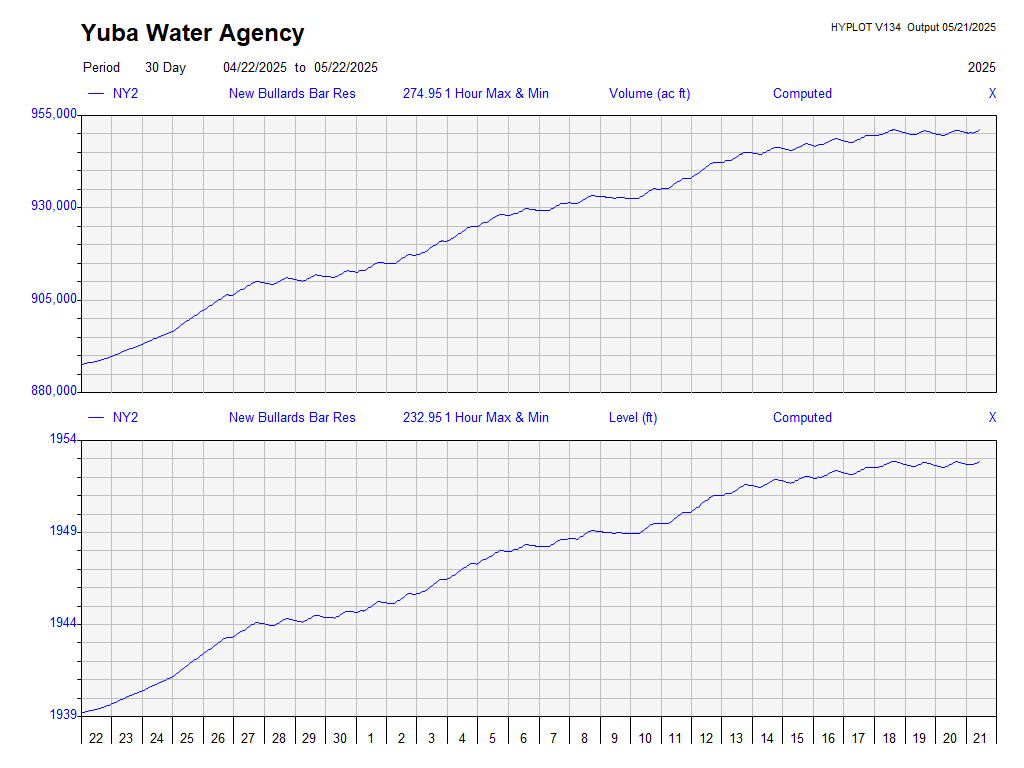 Yuba Water Agency
HYPLOT V134 Output 05/21/2025
Period 30 Day 04/22/2025 to 05/22/2025 2025
NY2 New Bullards Bar Res 274.95 1 Hour Max & Min Volume (ac ft) Computed X
955,000
930,000
905,000
880,000
NY2 New Bullards Bar Res 232.95 1 Hour Max & Min Level (ft) Computed X
1954
1949
1944
1939
22 23 24 25 26 27 28 29 30 1 2 3 4 5 6 7 8 9 10 11 12 13 14 15 16 17 18 19 20 21